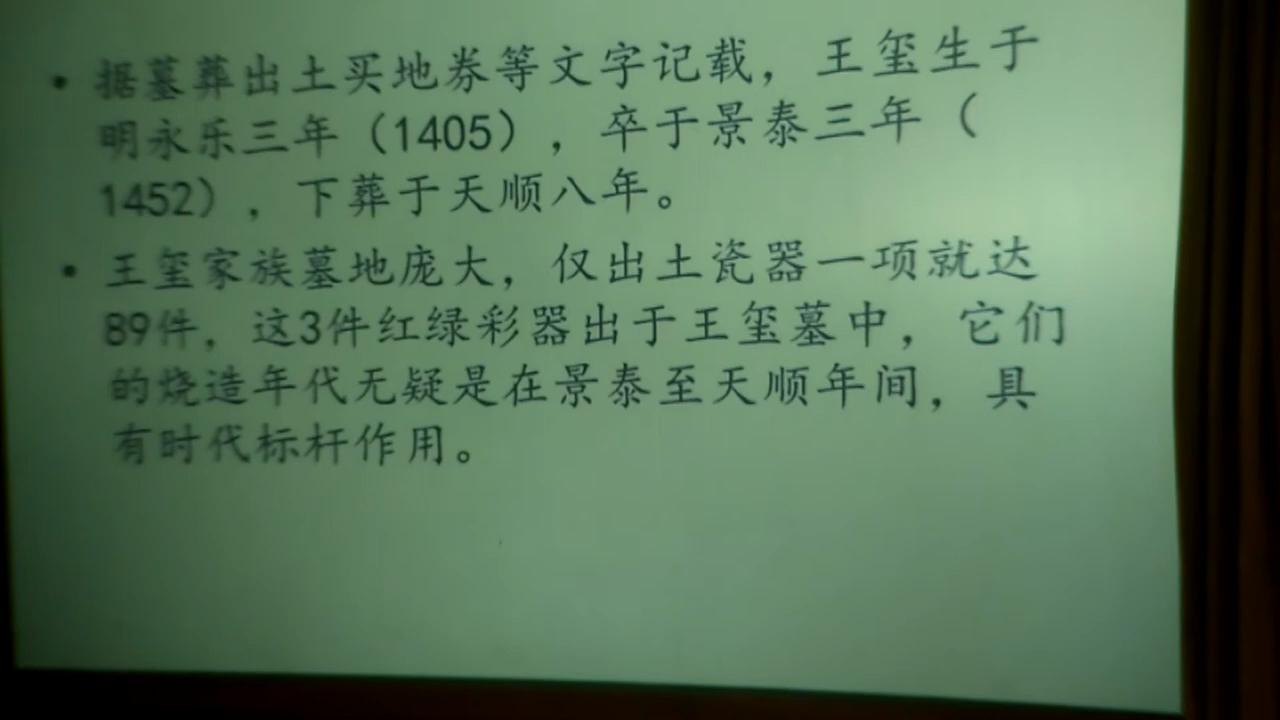 • 据墓葬出土买地券等文字记载，王玺生于
明永乐三年（1405），卒于景泰三年（
1452），下葬于天顺八年。
• 王玺家族墓地庞大，仅出土瓷器一项就达
89件，这3件红绿彩器出于王玺墓中，它们
的烧造年代无疑是在景泰至天顺年间，具
有时代标杆作用。